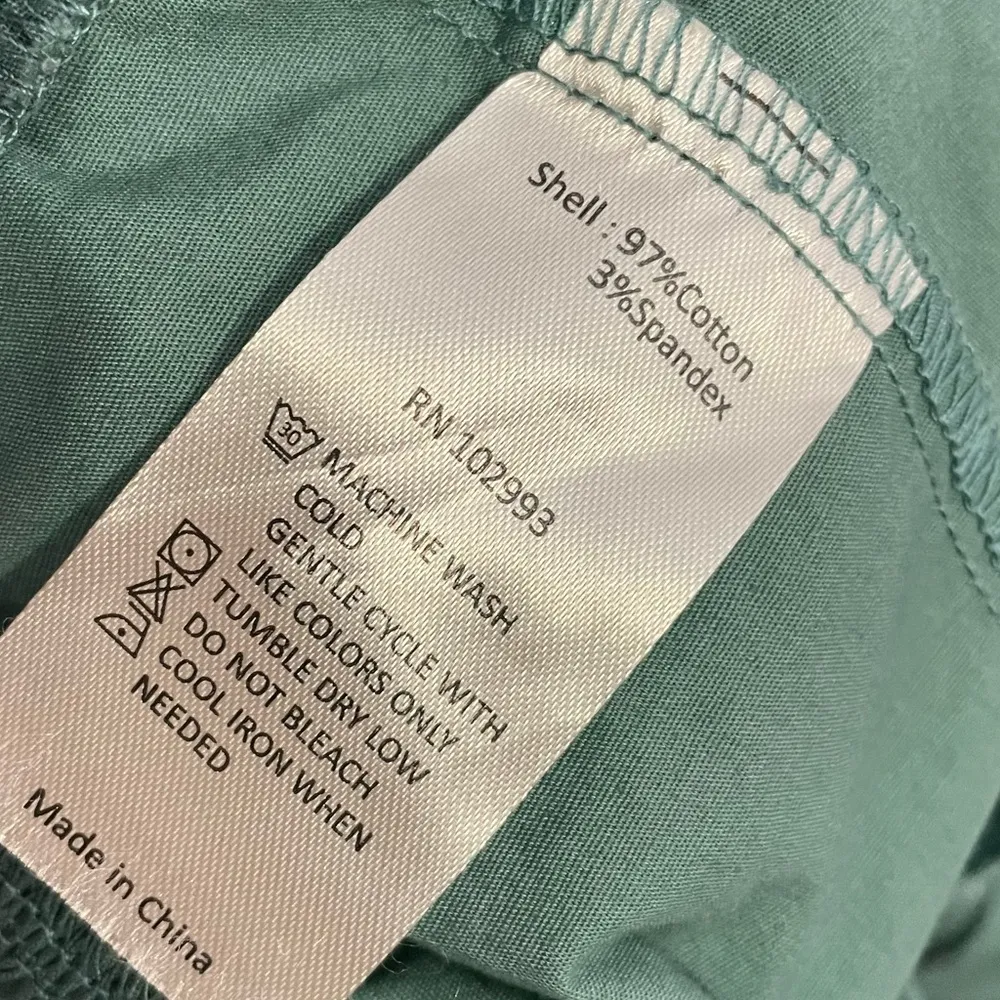 Shell : 97%Cotton
3%Spandex
RN 102993
30 MACHINE WASH
COLD
GENTLE CYCLE WITH
LIKE COLORS ONLY
TUMBLE DRY LOW
DO NOT BLEACH
COOL IRON WHEN
NEEDED
Made in China